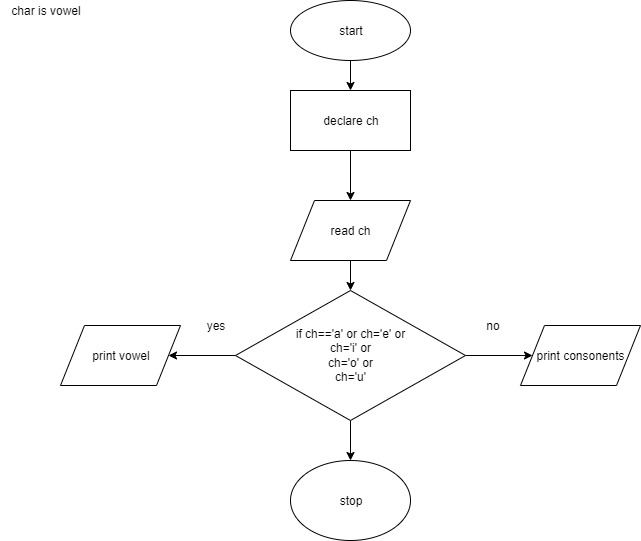 char is vowel
start
declare ch
read ch
if ch=='a' or ch='e' or
ch='i' or
ch='o' or
ch='u'
yes
no
print vowel
print consonents
stop